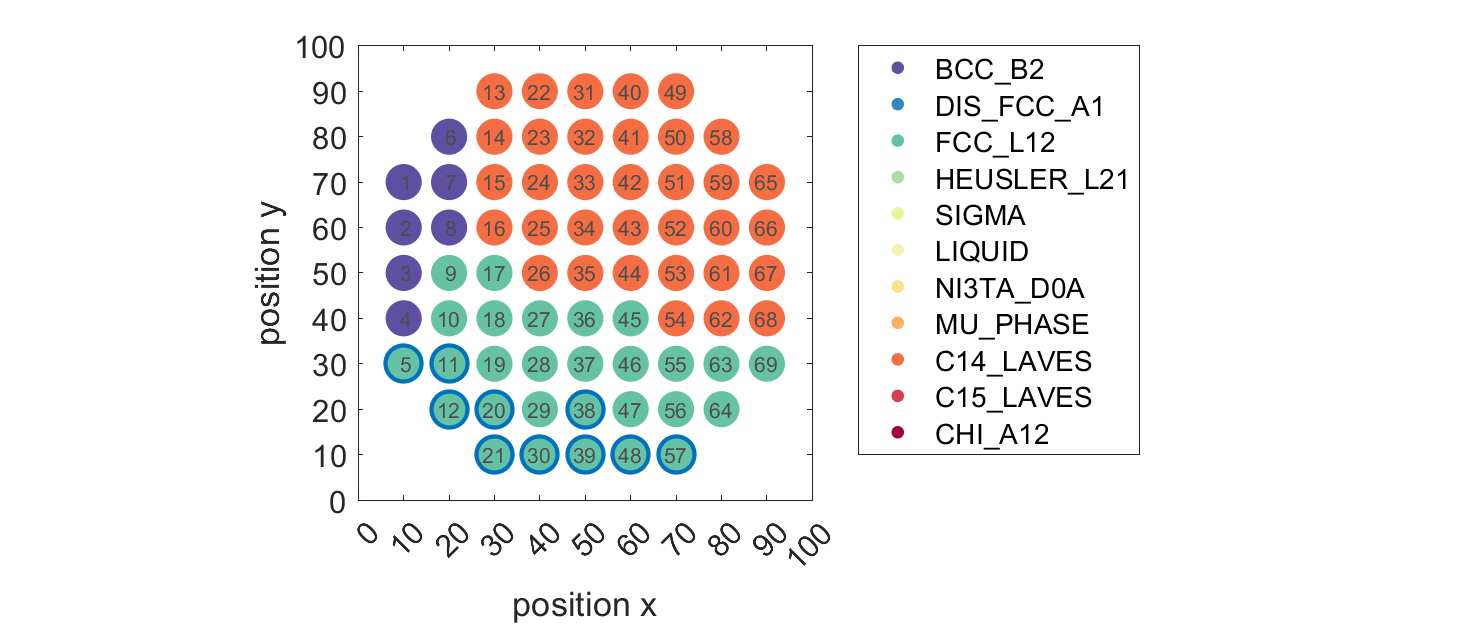 100
90
80
70
60
50
40
30
20
10
0
position y
13 22 31 40 49
6 14 23 32 41 50 58
1 7 15 24 33 42 51 59 65
2 8 16 25 34 43 52 60 66
3 9 17 26 35 44 53 61 67
4 10 18 27 36 45 54 62 68
5 11 19 28 37 46 55 63 69
12 20 29 38 47 56 64
21 30 39 48 57
0 10 20 30 40 50 60 70 80 90 100
position x
BCC_B2
DIS_FCC_A1
FCC_L12
HEUSLER_L21
SIGMA
LIQUID
NI3TA_D0A
MU_PHASE
C14_LAVES
C15_LAVES
CHI_A12